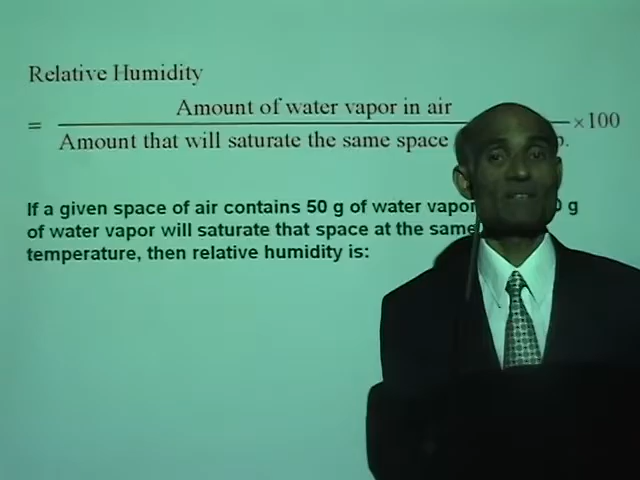 Relative Humidity
Amount of water vapor in air
= ×100
Amount that will saturate the same space p.
If a given space of air contains 50 g of water vapor g
of water vapor will saturate that space at the same
temperature, then relative humidity is: